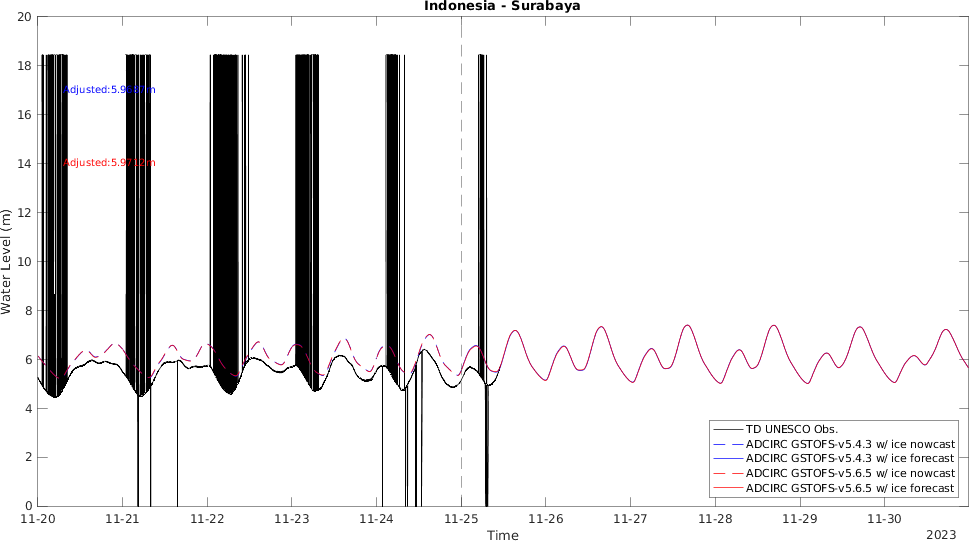 Indonesia - Surabaya
Water Level (m)
20
18
16
14
12
10
8
6
4
2
0
Adjusted:
Adjusted:
TD UNESCO Obs.
ADCIRC GSTOFS-v5.4.3 w/ ice nowcast
ADCIRC GSTOFS-v5.4.3 w/ ice forecast
ADCIRC GSTOFS-v5.6.5 w/ ice nowcast
ADCIRC GSTOFS-v5.6.5 w/ ice forecast
11-20 11-21 11-22 11-23 11-24 11-25 11-26 11-27 11-28 11-29 11-30
Time
2023